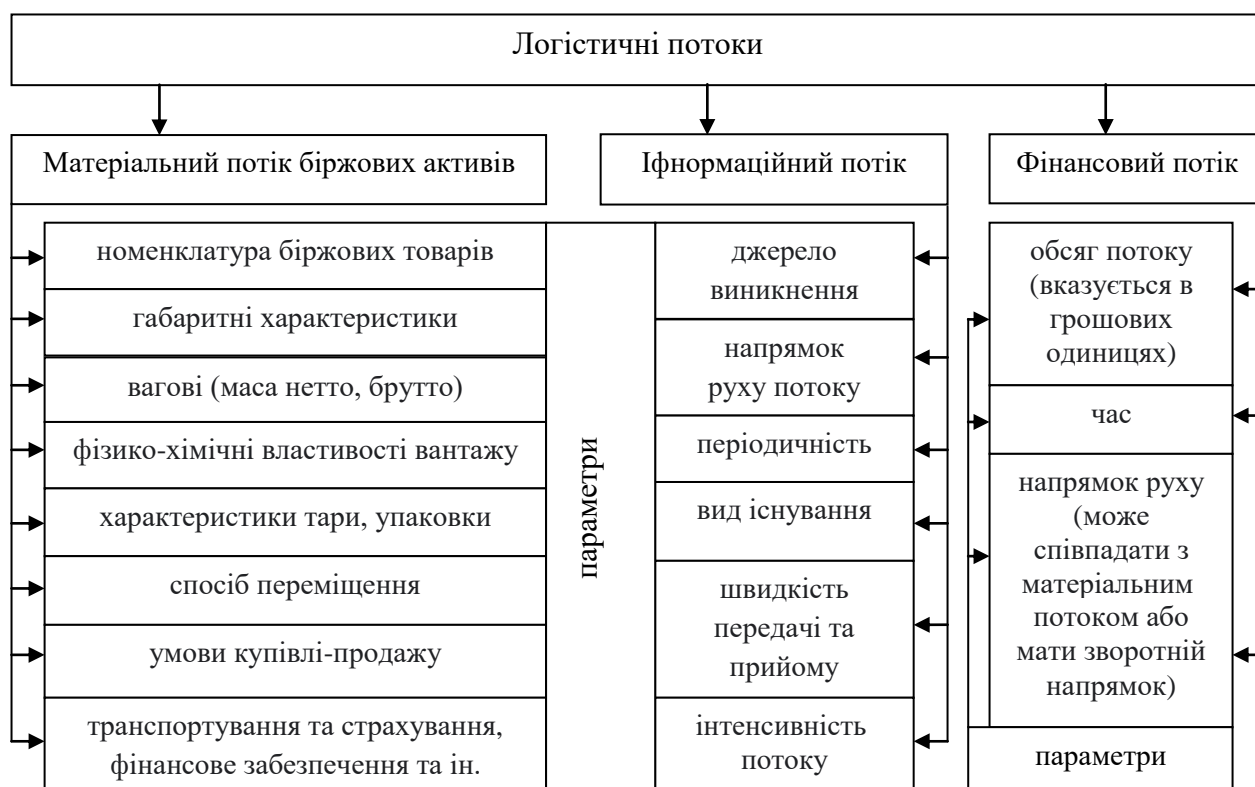 Логістичні потоки
Матеріальний потік біржових активів
номенклатура біржових товарів
габаритні характеристики
вагові (маса нетто, брутто)
фізико-хімічні властивості вантажу
характеристики тари, упаковки
спосіб переміщення
умови купівлі-продажу
транспортування та страхування,
фінансове забезпечення та ін.
параметри
Іфнормаційний потік
джерело
виникнення
напрямок
руху потоку
періодичність
вид існування
швидкість
передачі та
прийому
інтенсивність
потоку
Фінансовий потік
обсяг потоку
(вказується в
грошових
одиницях)
час
напрямок руху
(може
співпадати з
матеріальним
потоком або
мати зворотній
напрямок)
параметри